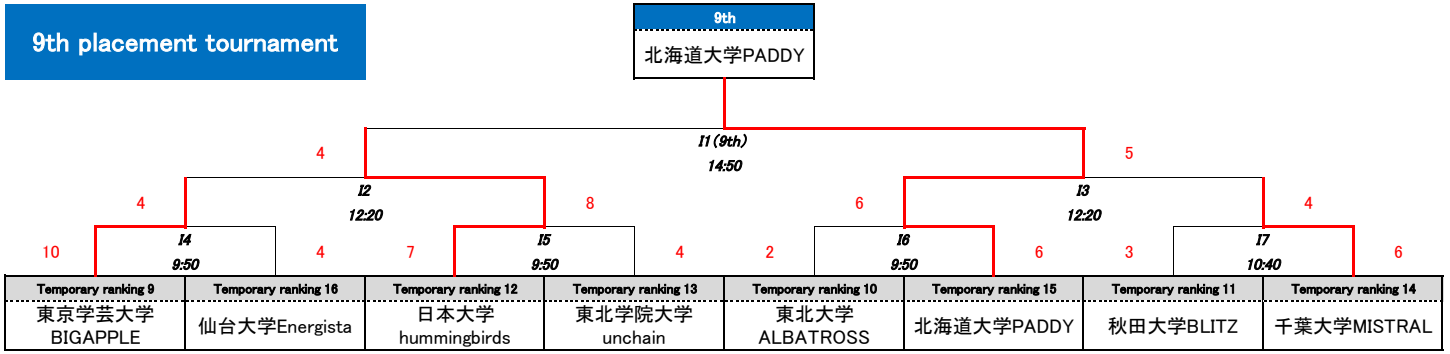 9th placement tournament
9th
北海道大学PADDY
I1(9th)
14:50
4
5
I2
12:20
I3
12:20
4
8
6
4
I4
9:50
I5
9:50
I6
9:50
I7
10:40
10
4
7
4
2
6
3
6
Temporary ranking 9
Temporary ranking 16
Temporary ranking 12
Temporary ranking 13
Temporary ranking 10
Temporary ranking 15
Temporary ranking 11
Temporary ranking 14
東京学芸大学
BIGAPPLE
仙台大学Energista
日本大学
hummingbirds
東北学院大学
unchain
東北大学
ALBATROSS
北海道大学PADDY
秋田大学BLITZ
千葉大学MISTRAL